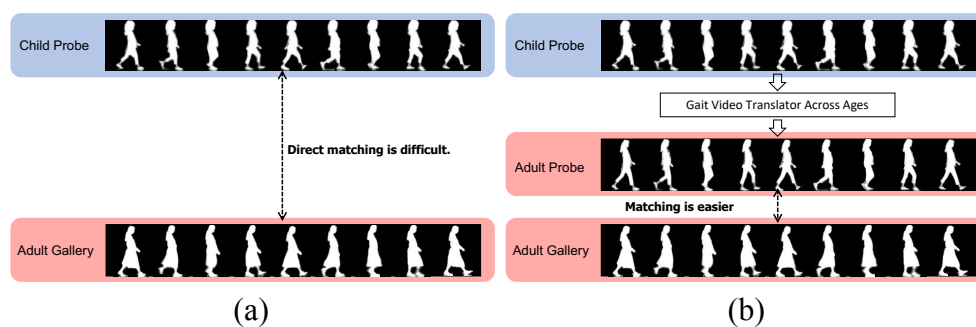 Child Probe
Direct matching is difficult.
Adult Gallery
(a)
Child Probe
Gait Video Translator Across Ages
Adult Probe
Matching is easier
Adult Gallery
(b)